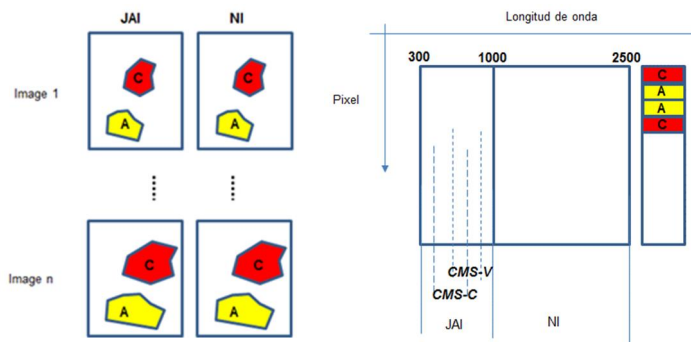 JAI NI
Image 1
C C
A A
Image n
C C
A A
Longitud de onda
300 1000 2500
Pixel
C
A
A
C
CMS-V
CMS-C
JAI NI